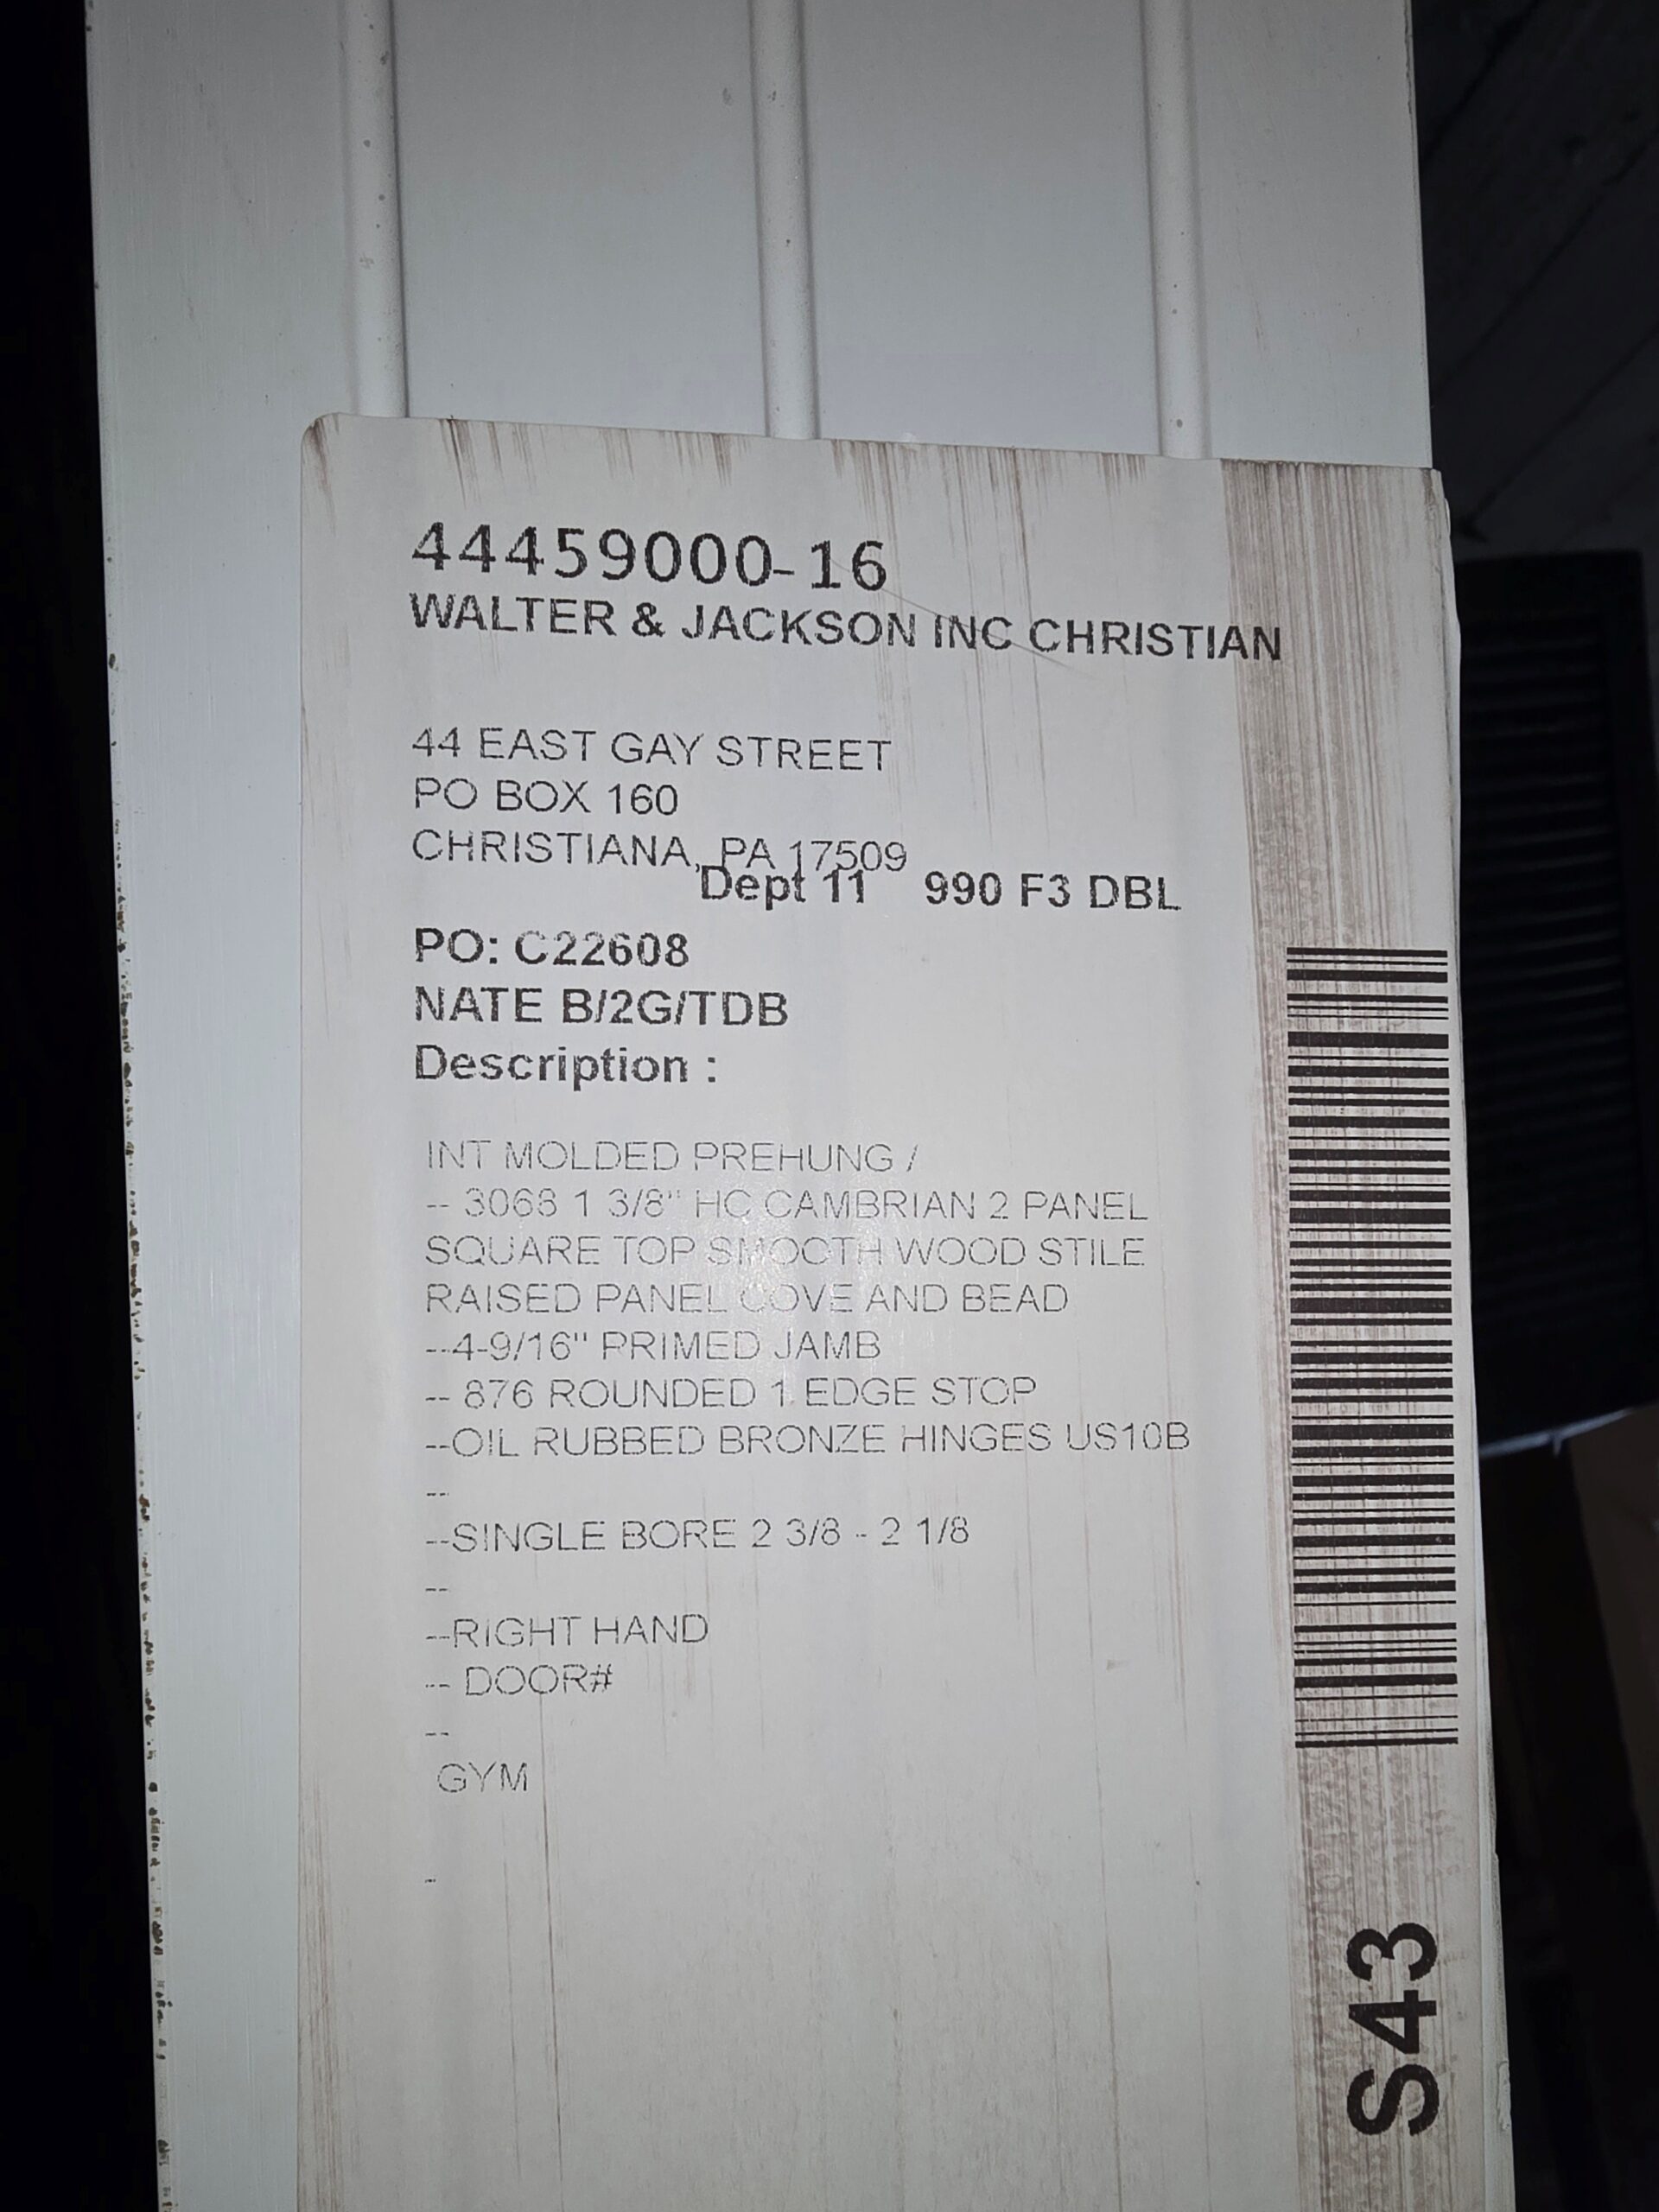 44459000-16
WALTER & JACKSON INC CHRISTIAN
44 EAST GAY STREET
PO BOX 160
CHRISTIANA, PA 17509
Dept 11 990 F3 DBL
PO: C22608
NATE B/2G/TDB
Description :
INT MOLDED PREHUNG /
-- 3068 1 3/8" HC CAMBRIAN 2 PANEL
SQUARE TOP SMOOTH WOOD STILE
RAISED PANEL COVE AND BEAD
--4-9/16" PRIMED JAMB
-- 876 ROUNDED 1 EDGE STOP
--OIL RUBBED BRONZE HINGES US10B
--
--SINGLE BORE 2 3/8 - 2 1/8
--
--RIGHT HAND
-- DOOR#
--
GYM
-
S43